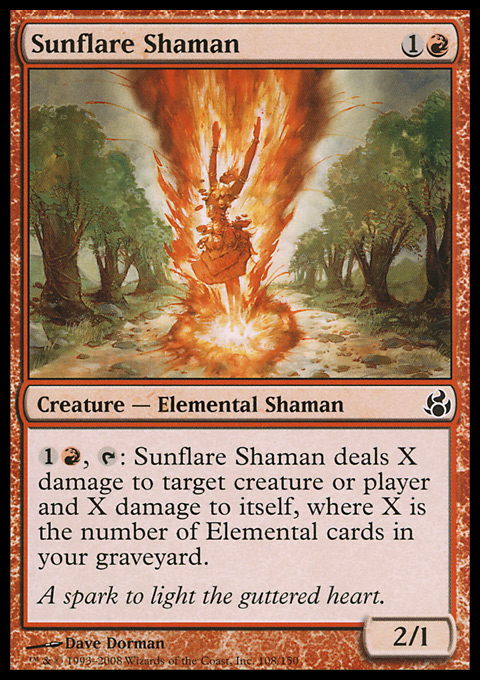 Sunflare Shaman 1
Creature — Elemental Shaman
1 , : Sunflare Shaman deals X
damage to target creature or player
and X damage to itself, where X is
the number of Elemental cards in
your graveyard.
A spark to light the guttered heart.
Dave Dorman
2/1
™ & © 1993–2008 Wizards of the Coast, Inc. 108/150